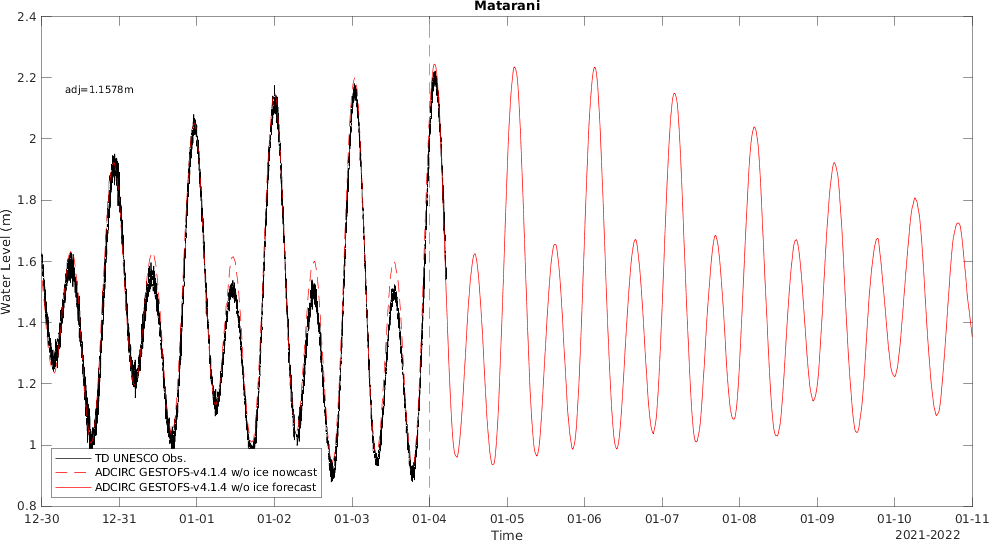 Matarani
2.4
2.2
2
1.8
1.6
1.4
1.2
1
0.8
Water Level (m)
adj=1.1578m
TD UNESCO Obs.
ADCIRC GESTOFS-v4.1.4 w/o ice nowcast
ADCIRC GESTOFS-v4.1.4 w/o ice forecast
12-30 12-31 01-01 01-02 01-03 01-04 01-05 01-06 01-07 01-08 01-09 01-10 01-11
Time
2021-2022